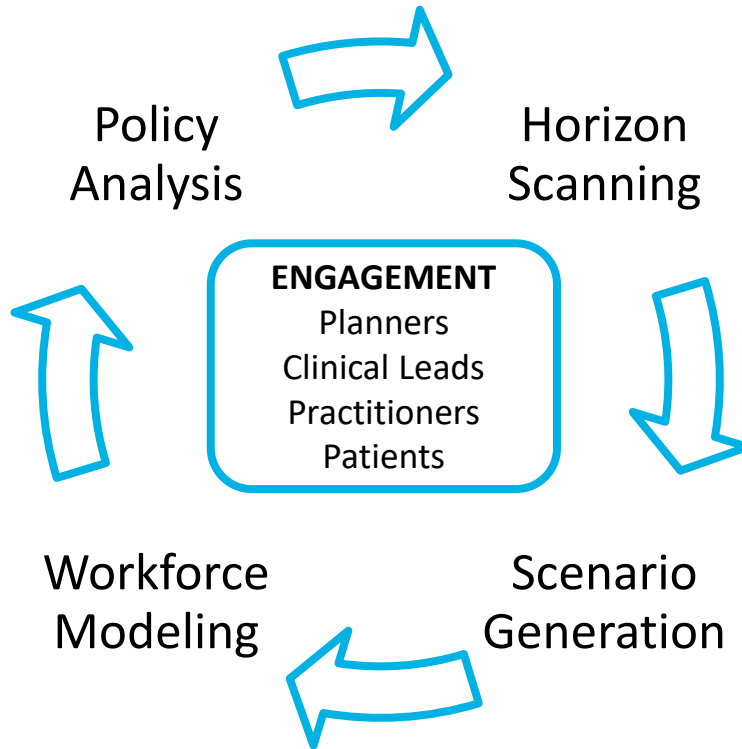 Policy
Analysis
Horizon
Scanning
ENGAGEMENT
Planners
Clinical Leads
Practitioners
Patients
Workforce
Modeling
Scenario
Generation